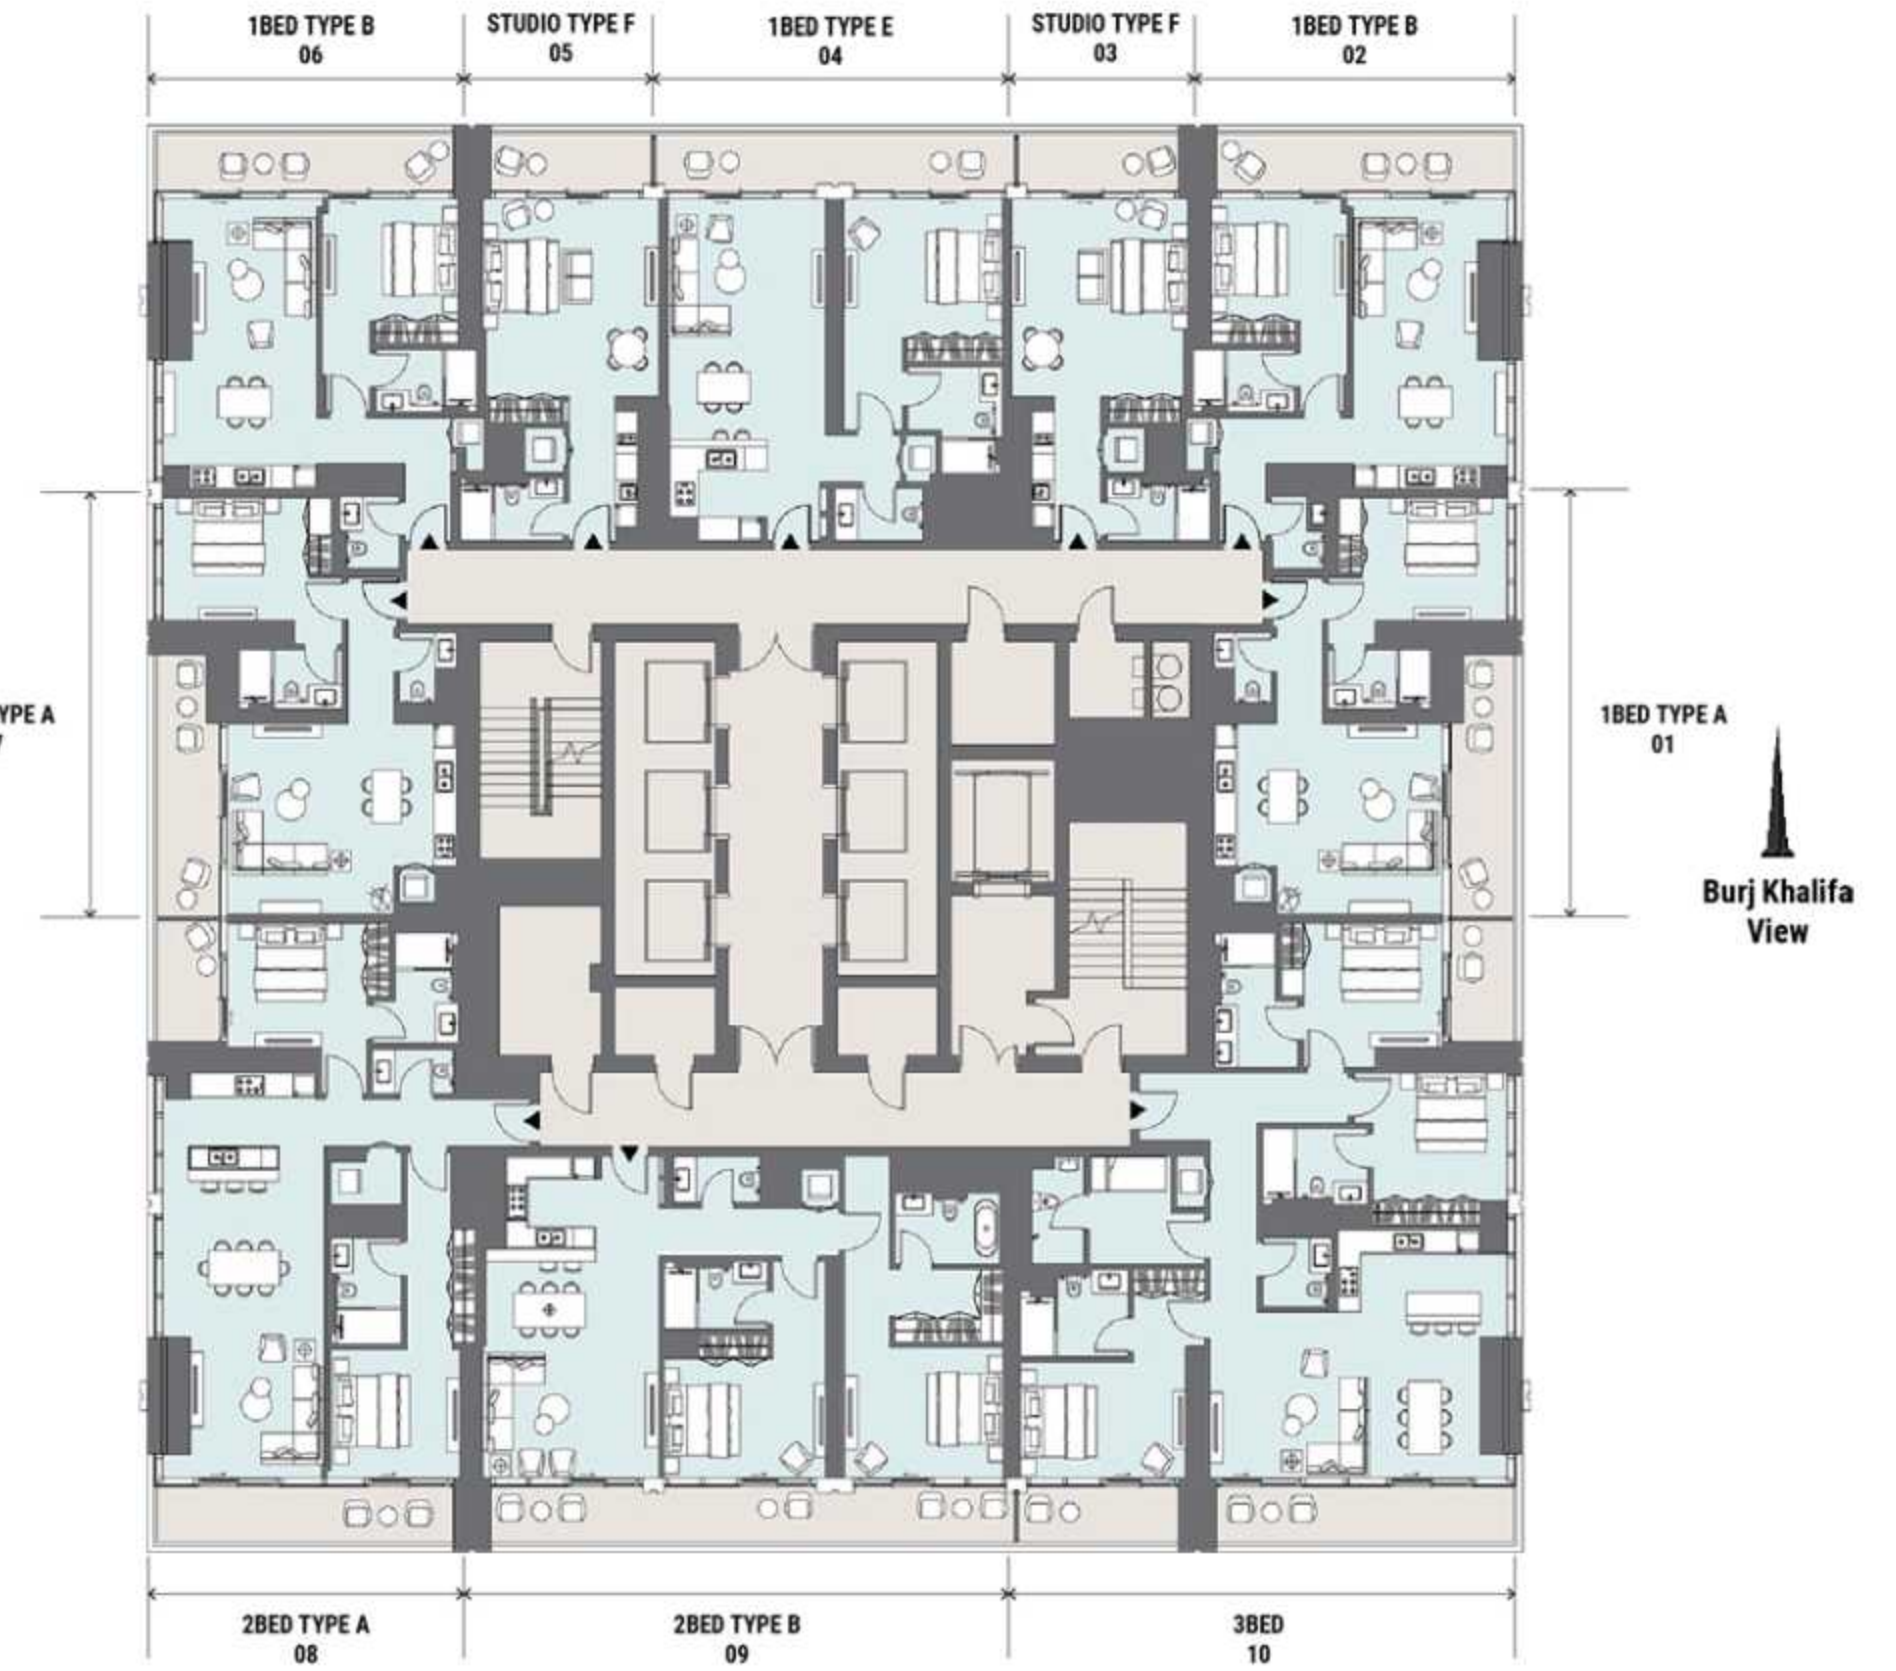 1BED TYPE B
06
STUDIO TYPE F
05
1BED TYPE E
04
STUDIO TYPE F
03
1BED TYPE B
02
TYPE A
1BED TYPE A
01
Burj Khalifa
View
2BED TYPE A
08
2BED TYPE B
09
3BED
10